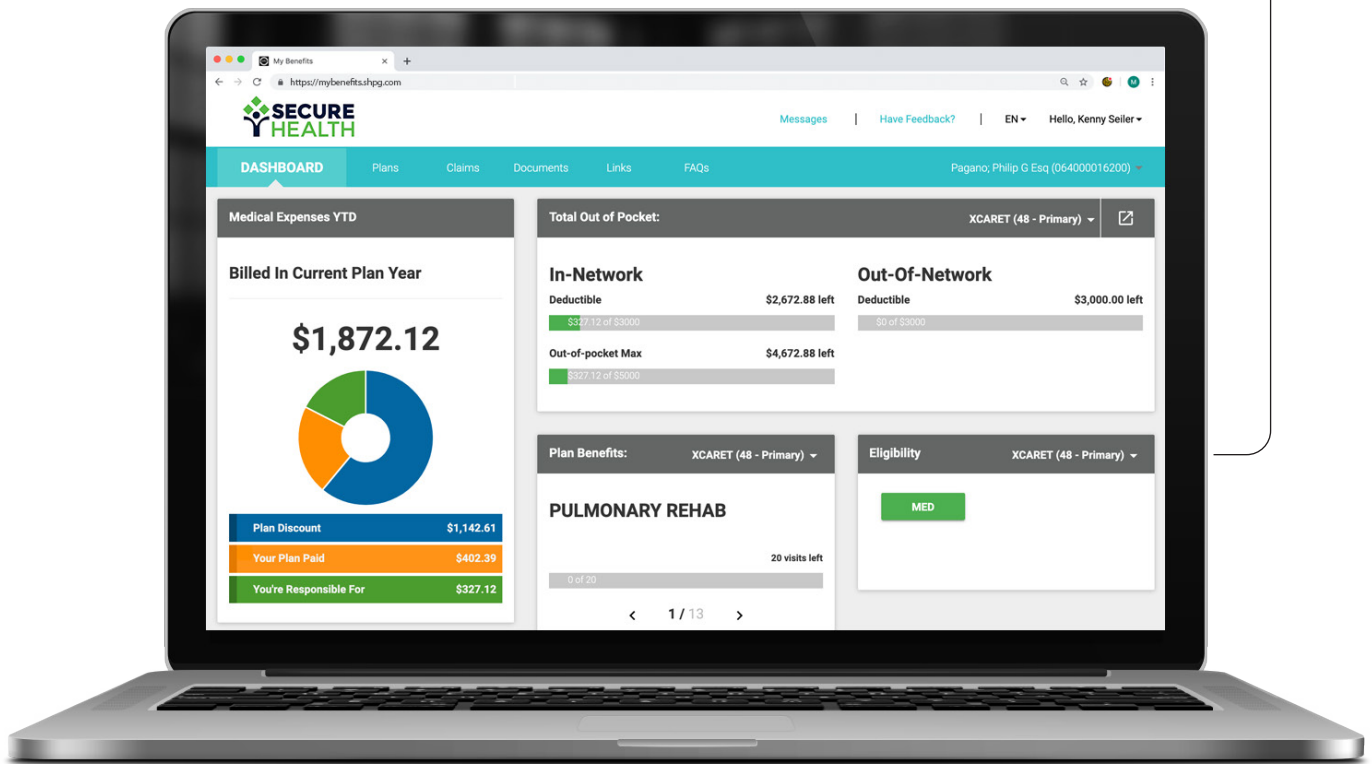 My Benefits
https://mybenefits.shpg.com
M
SECURE
HEALTH
Messages | Have Feedback? | EN Hello, Kenny Seiler
DASHBOARD Plans Claims Documents Links FAQs Pagano; Philip G Esq (064000016200)
Medical Expenses YTD
Billed In Current Plan Year
$1,872.12
Plan Discount $1,142.61
Your Plan Paid $402.39
You're Responsible For $327.12
Total Out of Pocket: XCARET (48 - Primary)
In-Network
Deductible $2,672.88 left
$327.12 of $3000
Out-of-pocket Max $4,672.88 left
$327.12 of $5000
Out-Of-Network
Deductible $3,000.00 left
$0 of $3000
Plan Benefits: XCARET (48 - Primary)
PULMONARY REHAB
20 visits left
0 of 20
1 / 13
Eligibility XCARET (48 - Primary)
MED